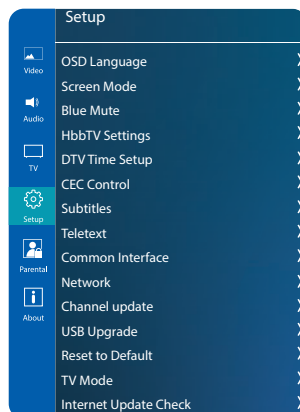 Setup
Video
Audio
TV
Setup
Parental
About
OSD Language
Screen Mode
Blue Mute
HbbTV Settings
DTV Time Setup
CEC Control
Subtitles
Teletext
Common Interface
Network
Channel update
USB Upgrade
Reset to Default
TV Mode
Internet Update Check